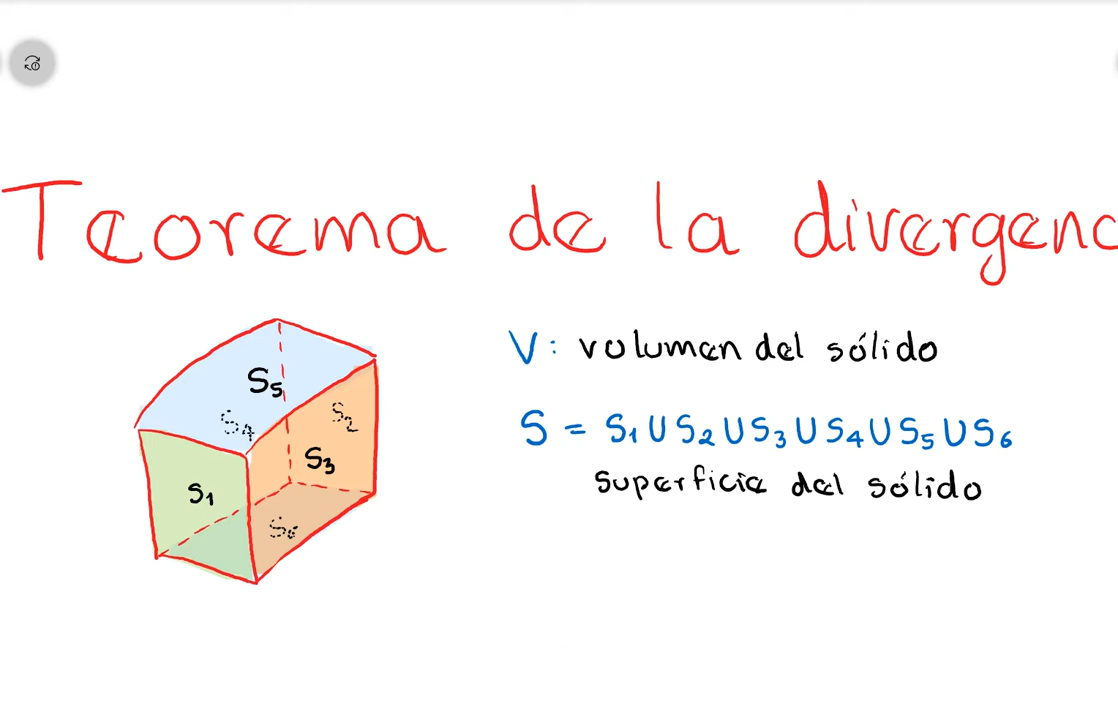 Teorema de la divergenc
V: volumen del sólido
S5
S4
S2
S = S1 U S2 U S3 U S4 U S5 U S6
S3
superficie del sólido
S1
S6